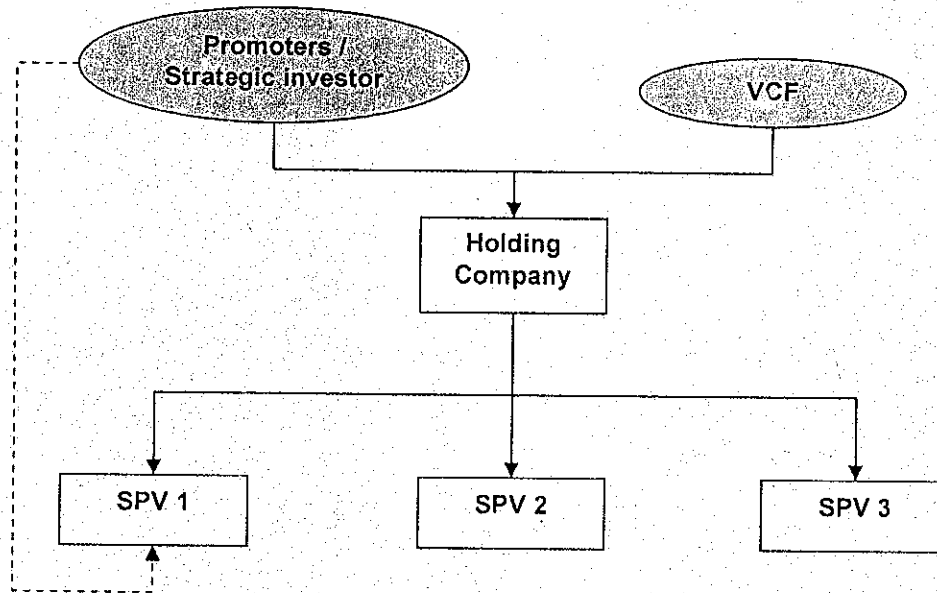 Promoters /
Strategic investor
VCF
Holding
Company
SPV 1
SPV 2
SPV 3